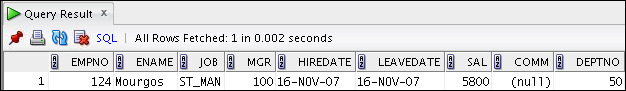 Query Result x
SQL | All Rows Fetched: 1 in 0.002 seconds
EMPNO ENAME JOB MGR HIREDATE LEAVEDATE SAL COMM DEPTNO
1 124 Mourgos ST_MAN 100 16-NOV-07 16-NOV-07 5800 (null) 50